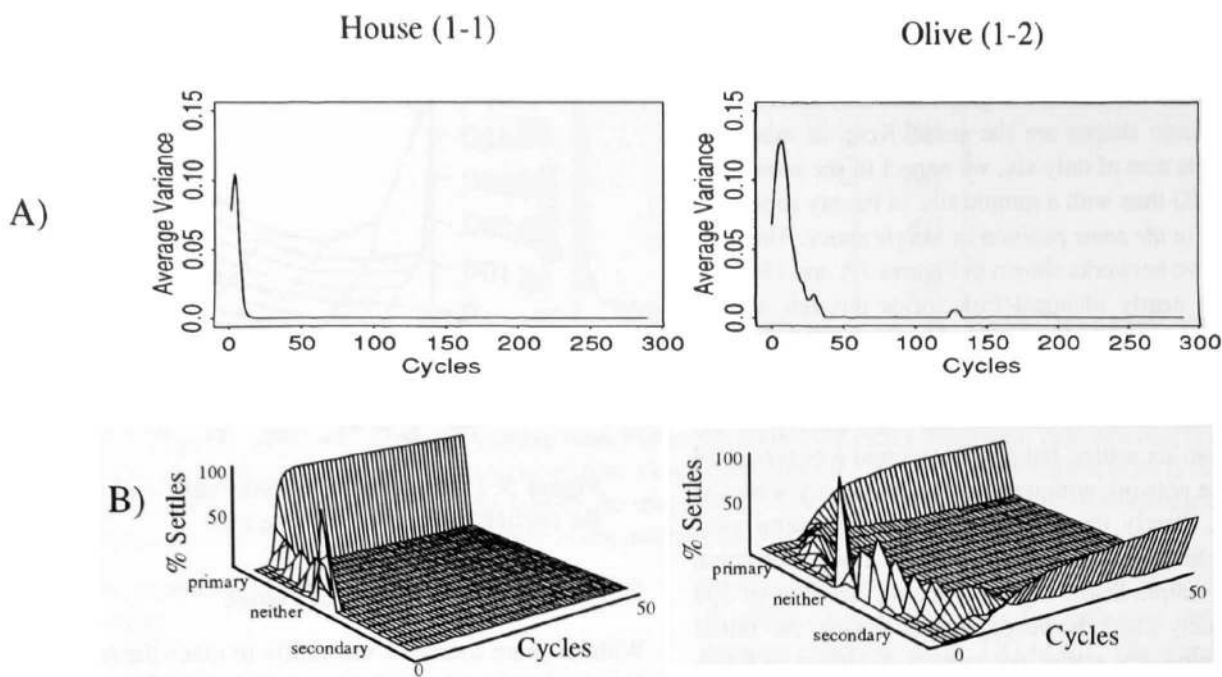 House (1-1)
Olive (1-2)
A)
Average Variance
0.0 0.05 0.10 0.15
0 50 100 150 200 250 300
Cycles
Average Variance
0.0 0.05 0.10 0.15
0 50 100 150 200 250 300
Cycles
B)
% Settles
100
50
primary
neither
secondary
0
Cycles
50
% Settles
100
50
primary
neither
secondary
0
Cycles
50